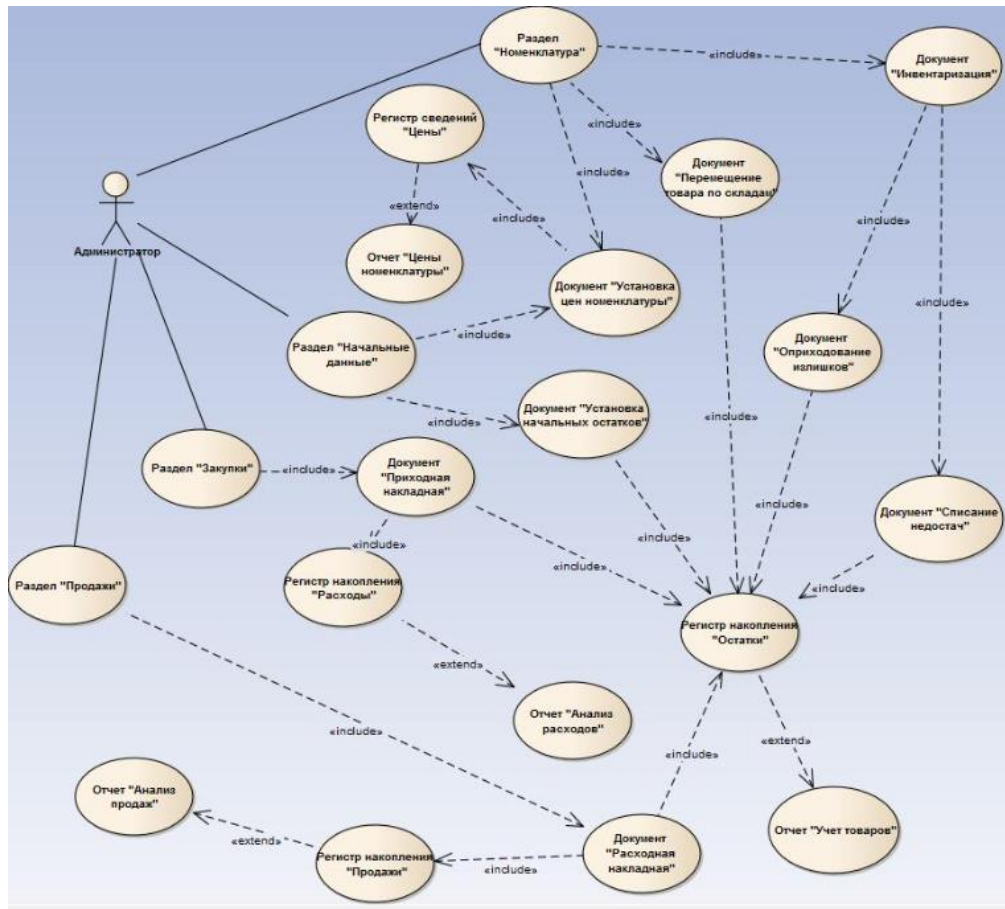 Раздел
"Номенклатура"
«include»
Документ
"Инвентаризация"
Регистр сведений
"Цены"
«include»
Документ
"Перемещение
товара по складам"
«include»
«extend»
«include»
Администратор
Отчет "Цены
номенклатуры"
Документ "Установка
цен номенклатуры"
«include»
«include»
Раздел "Начальные
данные"
«include»
Документ
"Оприходование
излишков"
Документ "Установка
начальных остатков"
«include»
«include»
Раздел "Закупки"
«include»
Документ
"Приходная
накладная"
«include»
Документ "Списание
недостач"
«include»
«include»
«include»
«include»
Раздел "Продажи"
Регистр накопления
"Расходы"
Регистр накопления
"Остатки"
«extend»
Отчет "Анализ
расходов"
«include»
«include»
«extend»
Отчет "Анализ
продаж"
Отчет "Учет товаров"
«extend»
Регистр накопления
"Продажи"
«include»
Документ
"Расходная
накладная"